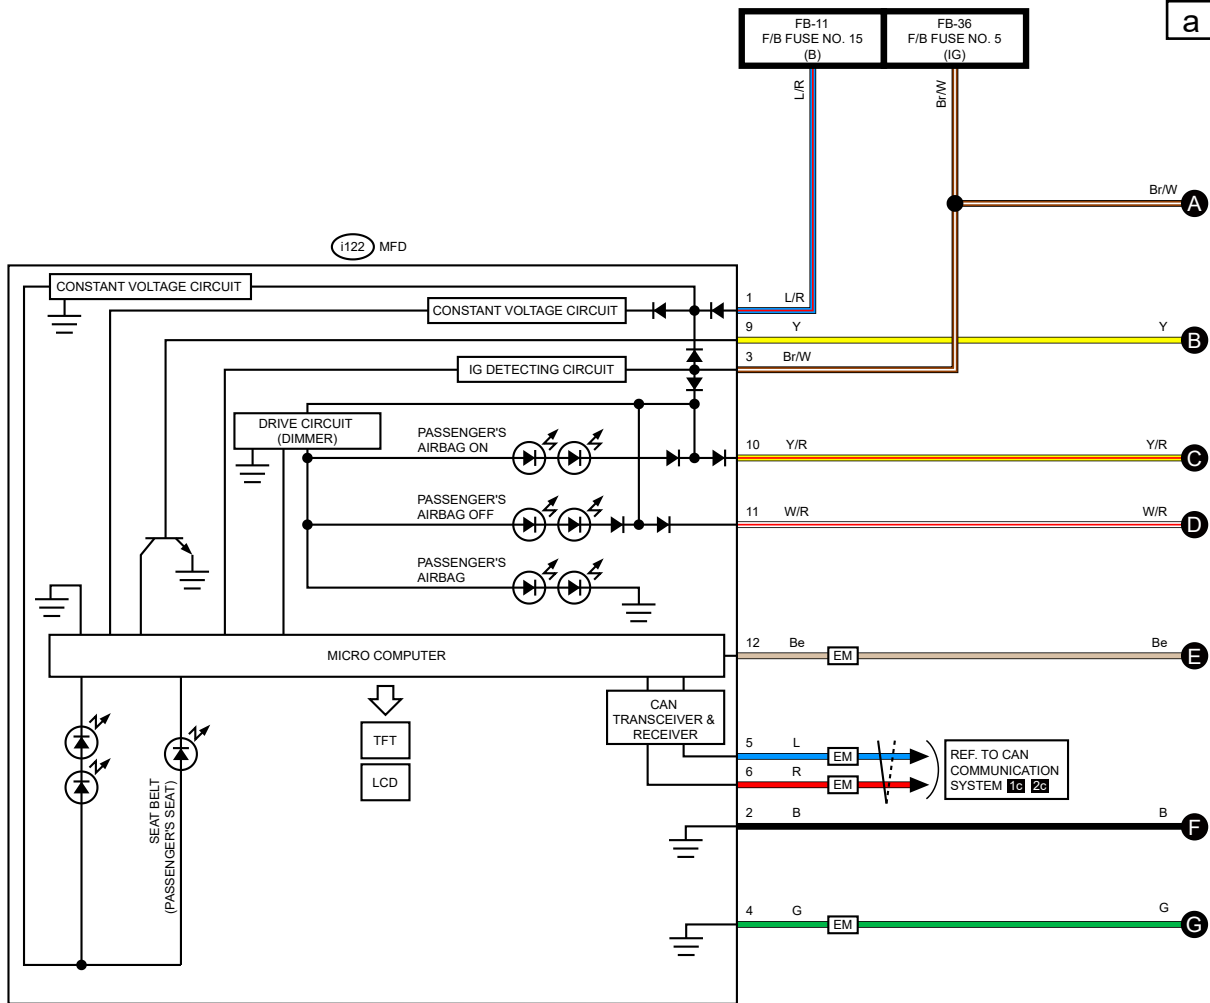 FB-11
F/B FUSE NO. 15
(B)
FB-36
F/B FUSE NO. 5
(IG)
a
L/R
Br/W
Br/W
A
i122 MFD
CONSTANT VOLTAGE CIRCUIT
CONSTANT VOLTAGE CIRCUIT
1 L/R
9 Y
Y
B
3 Br/W
IG DETECTING CIRCUIT
DRIVE CIRCUIT
(DIMMER)
PASSENGER'S
AIRBAG ON
10 Y/R
Y/R
C
PASSENGER'S
AIRBAG OFF
11 W/R
W/R
D
PASSENGER'S
AIRBAG
MICRO COMPUTER
12 Be
EM
Be
E
TFT
LCD
CAN
TRANSCEIVER &
RECEIVER
5 L
EM
6 R
EM
REF. TO CAN
COMMUNICATION
SYSTEM 1c 2c
SEAT BELT
(PASSENGER'S SEAT)
2 B
B
F
4 G
EM
G
G